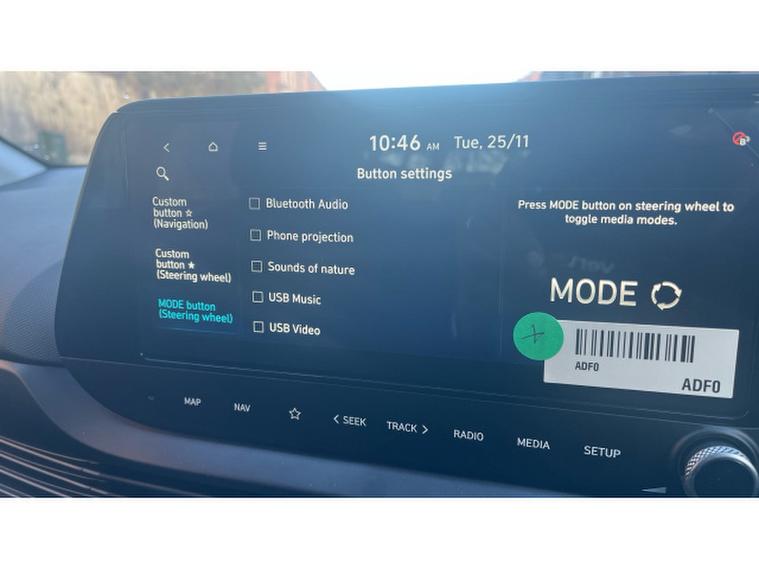 10:46 AM Tue, 25/11
Button settings
Custom
button ☆
(Navigation)
Custom
button ★
(Steering wheel)
MODE button
(Steering wheel)
Bluetooth Audio
Phone projection
Sounds of nature
USB Music
USB Video
Press MODE button on steering wheel to
toggle media modes.
MODE
ADF0
ADF0
MAP
NAV
< SEEK
TRACK >
RADIO
MEDIA
SETUP